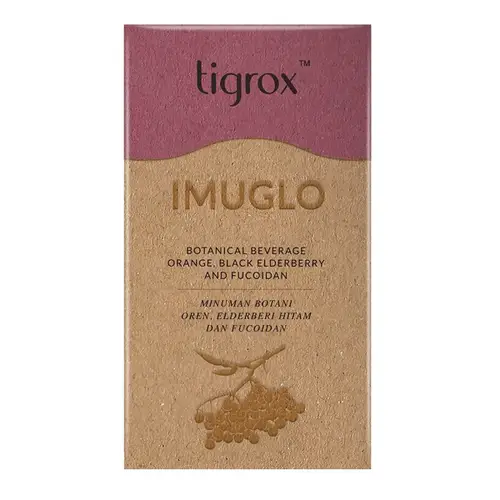 tigrox™
IMUGLO
BOTANICAL BEVERAGE
ORANGE, BLACK ELDERBERRY
AND FUCOIDAN
MINUMAN BOTANI
OREN, ELDERBERI HITAM
DAN FUCOIDAN